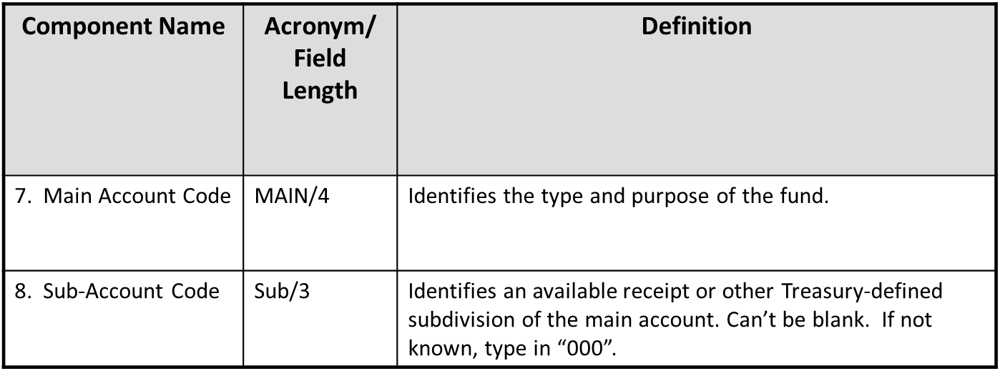 Component Name
Acronym/
Field
Length
Definition
7.  Main Account Code
MAIN/4
Identifies the type and purpose of the fund.
8.  Sub-Account Code
Sub/3
Identifies an available receipt or other Treasury-defined
subdivision of the main account. Can’t be blank.  If not
known, type in “000”.